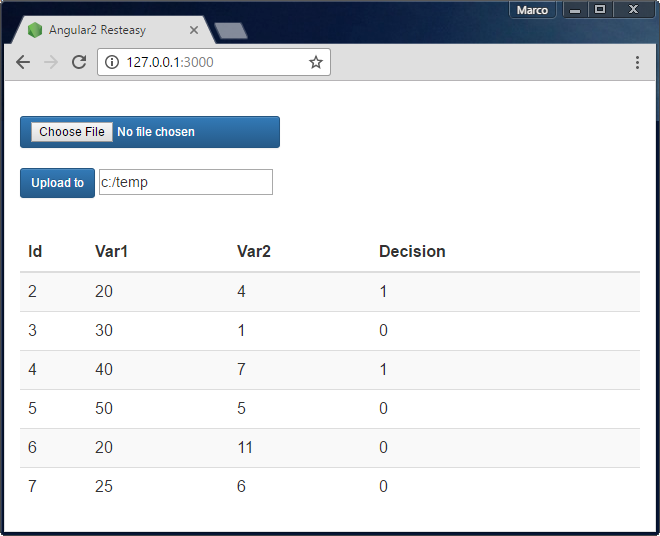 Marco
Angular2 Resteasy
127.0.0.1:3000
Choose File No file chosen
Upload to c:/temp
Id Var1 Var2 Decision
2 20 4 1
3 30 1 0
4 40 7 1
5 50 5 0
6 20 11 0
7 25 6 0